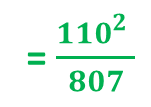 = 110² / 807